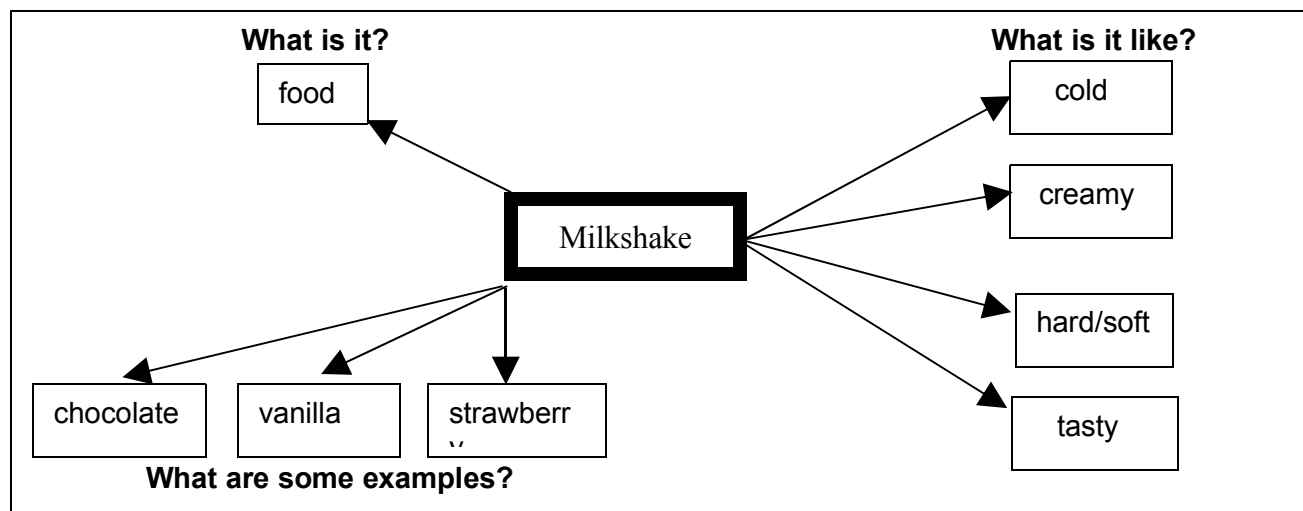 What is it?
food
What is it like?
cold
creamy
Milkshake
hard/soft
tasty
chocolate
vanilla
strawberr
y
What are some examples?